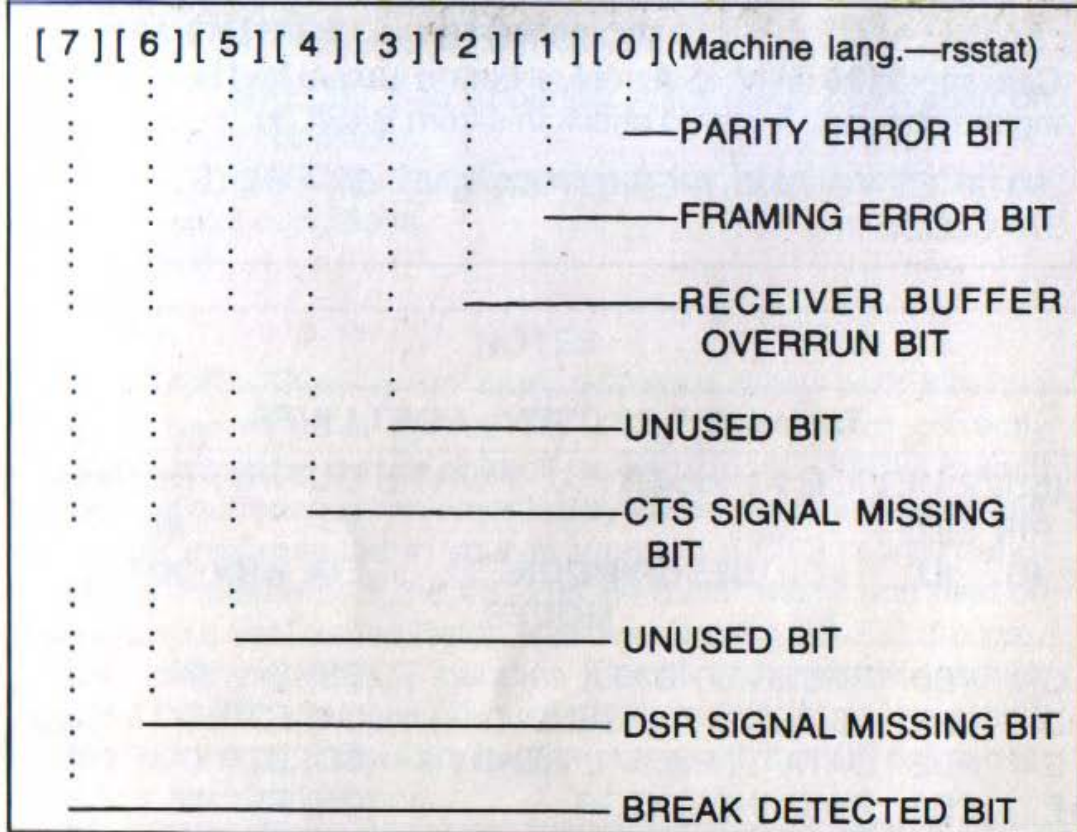 [ 7 ][ 6 ][ 5 ][ 4 ][ 3 ][ 2 ][ 1 ][ 0 ](Machine lang.—rsstat)
PARITY ERROR BIT
FRAMING ERROR BIT
RECEIVER BUFFER
OVERRUN BIT
UNUSED BIT
CTS SIGNAL MISSING
BIT
UNUSED BIT
DSR SIGNAL MISSING BIT
BREAK DETECTED BIT